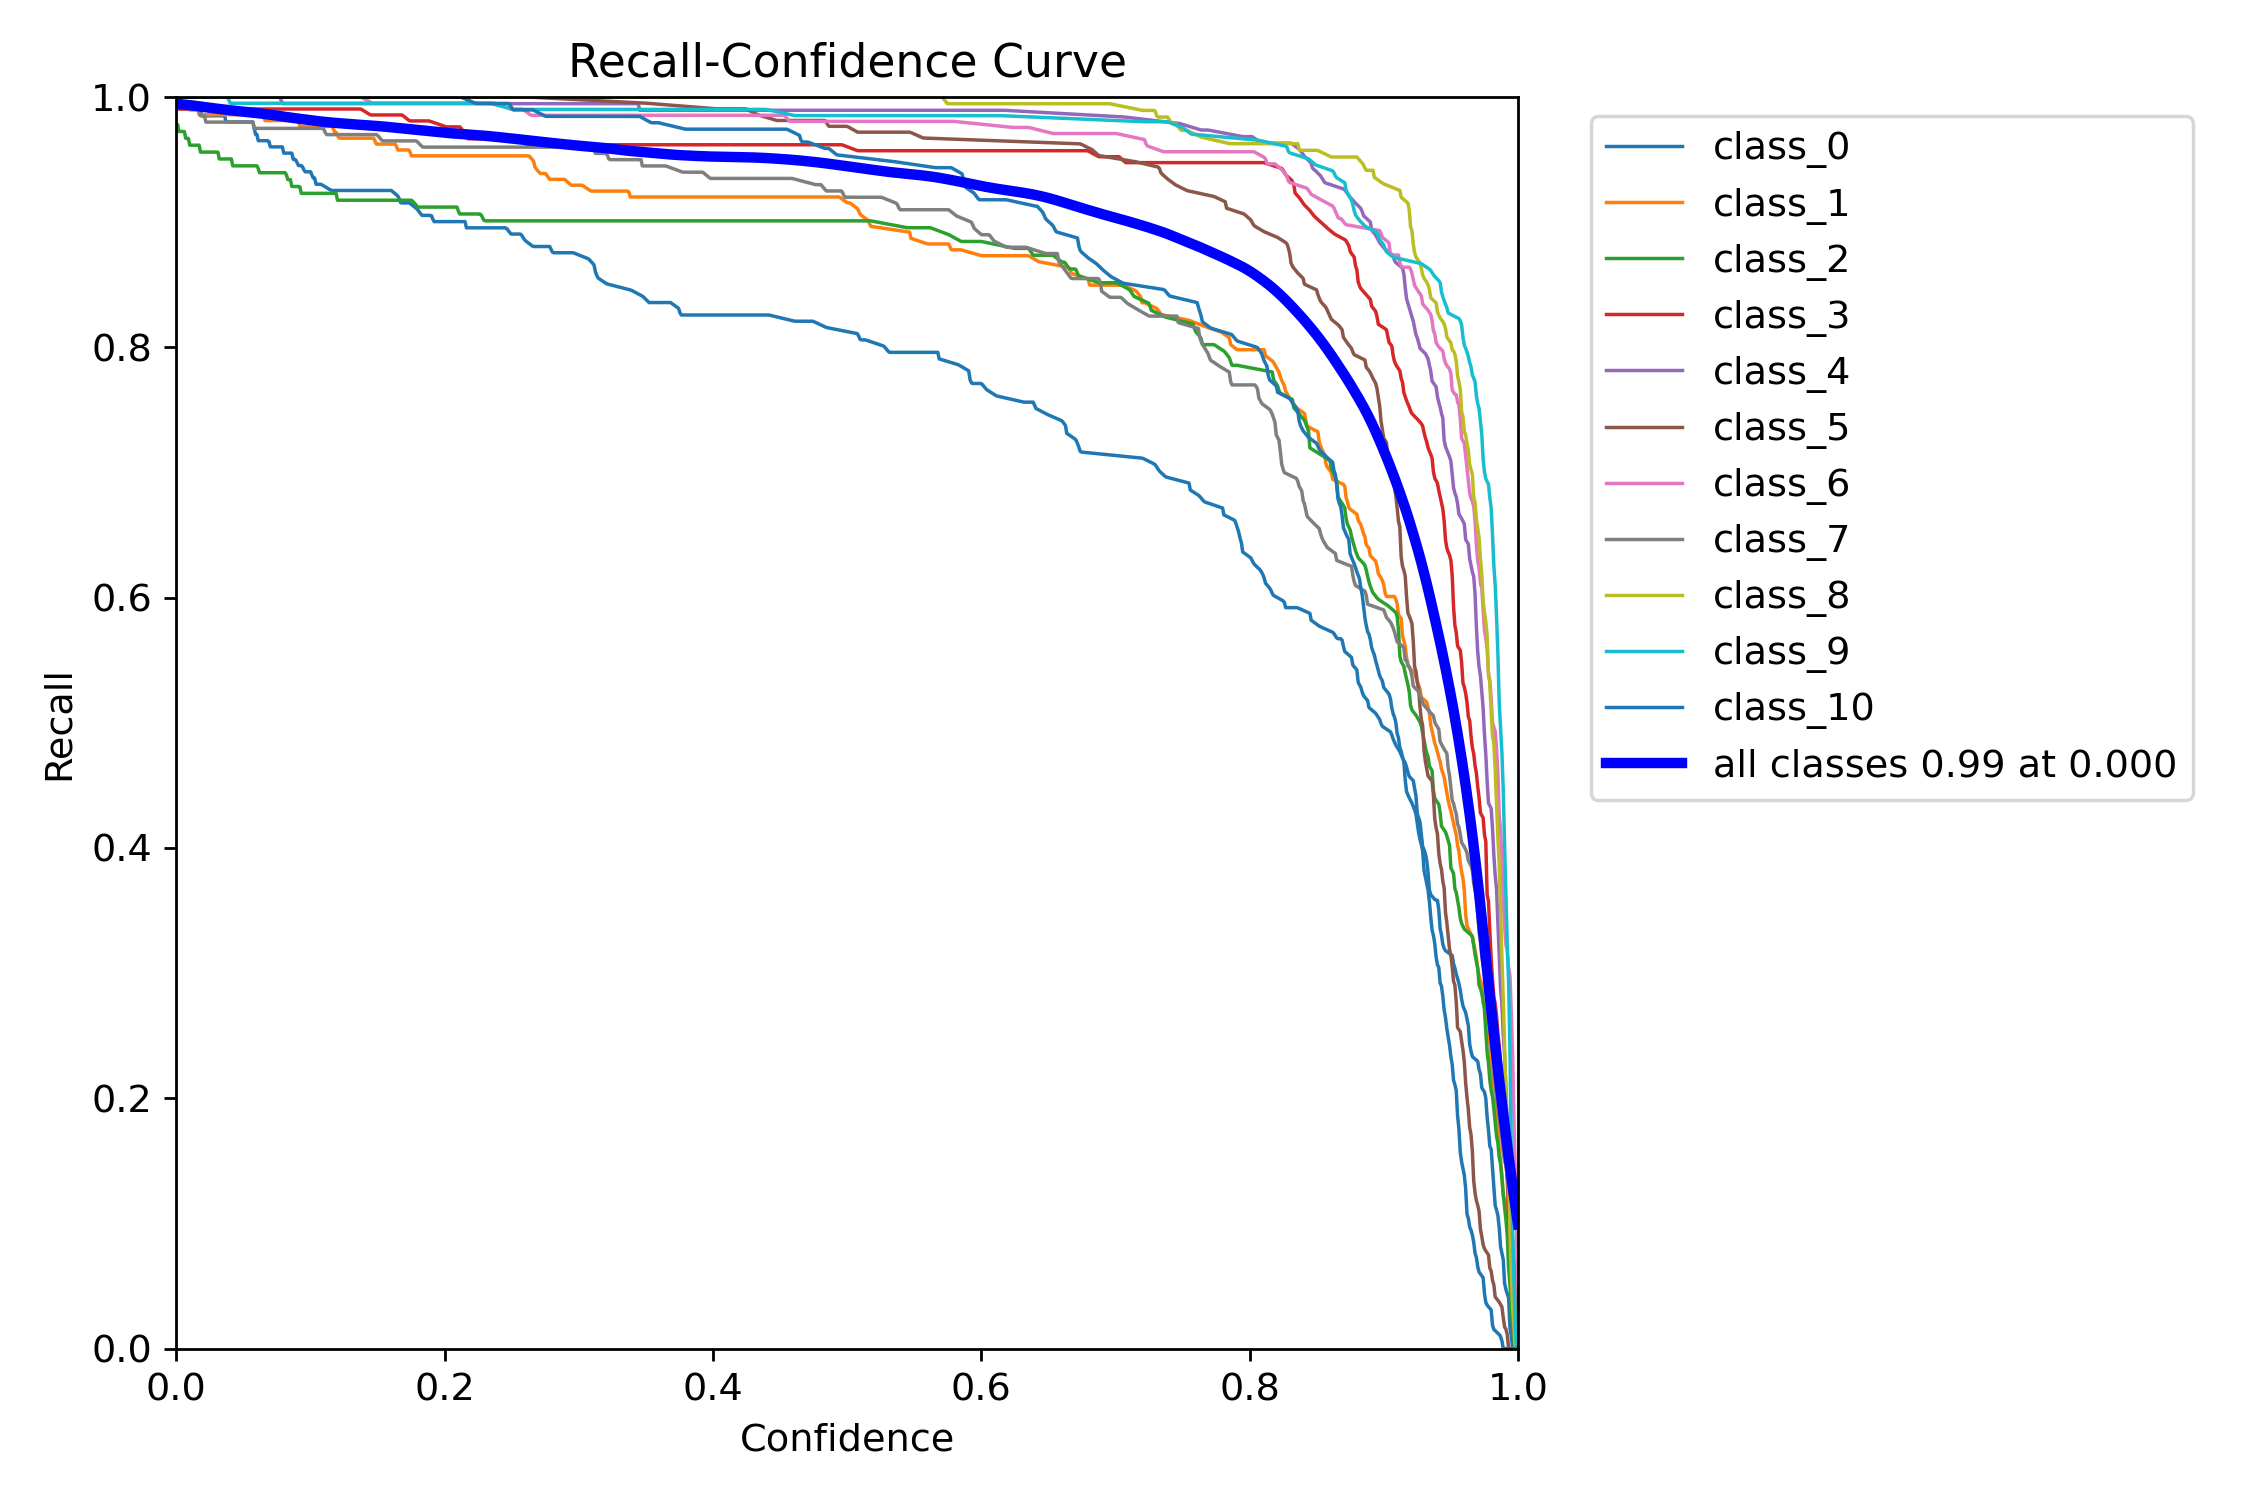 Recall-Confidence Curve
1.0
0.8
0.6
0.4
0.2
0.0
Recall
0.0 0.2 0.4 0.6 0.8 1.0
Confidence
class_0
class_1
class_2
class_3
class_4
class_5
class_6
class_7
class_8
class_9
class_10
all classes 0.99 at 0.000